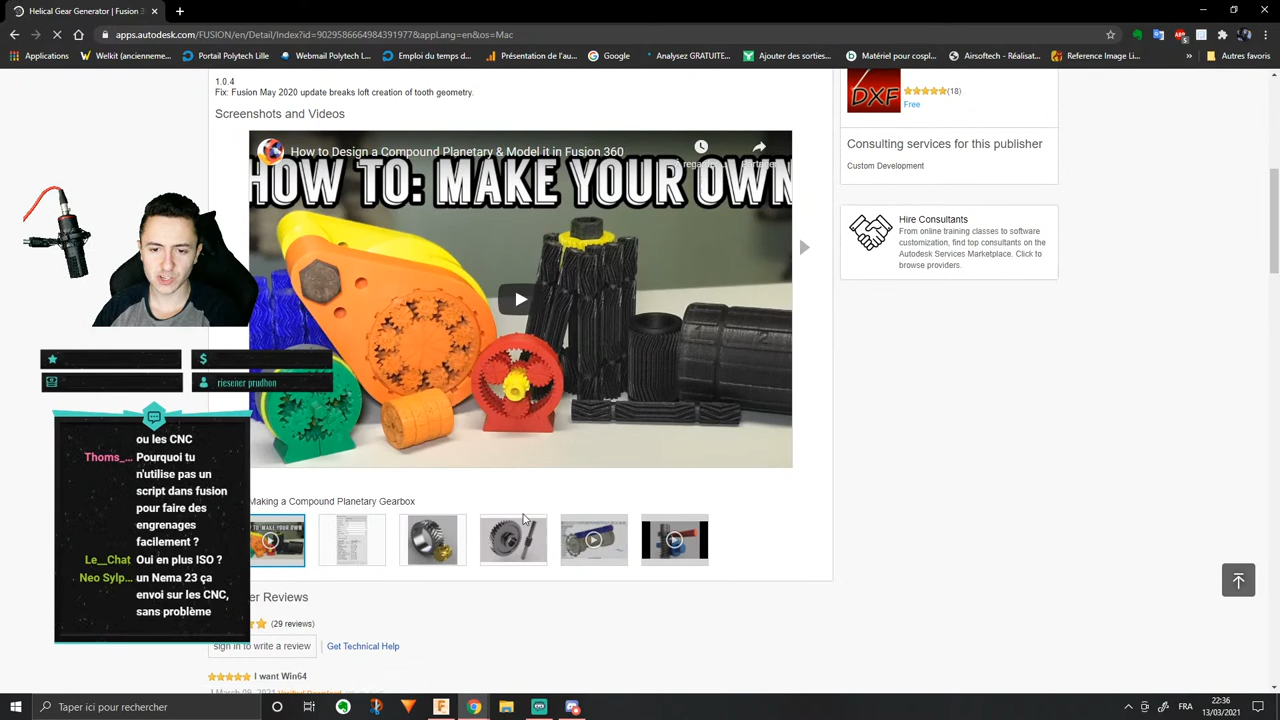 Helical Gear Generator | Fusion 3
apps.autodesk.com/FUSION/en/Detail/Index?id=9029586664984391977&appLang=en&os=Mac
Applications
Welkit (anciennement...
Portail Polytech Lille
Webmail Polytech L...
Emploi du temps d...
Présentation de l'au...
Google
Analysez GRATUITE...
Ajouter des sorties...
Matériel pour cospl...
Airsoftech - Réalisat...
Reference Image Li...
»
Autres favoris
1.0.4
Fix: Fusion May 2020 update breaks loft creation of tooth geometry.
Screenshots and Videos
How to Design a Compound Planetary & Model it in Fusion 360
HOW TO: MAKE YOUR OWN
DXF
(18)
Free
Consulting services for this publisher
Custom Development
Hire Consultants
From online training classes to software
customization, find top consultants on the
Autodesk Services Marketplace. Click to
browse providers.
$
riesener prudhon
ou les CNC
Thoms_... Pourquoi tu
n'utilise pas un
script dans fusion
pour faire des
engrenages
facilement ?
Le__Chat Oui en plus ISO ?
Neo Sylp... un Nema 23 ça
envoi sur les CNC,
sans problème
Making a Compound Planetary Gearbox
er Reviews
(29 reviews)
sign in to write a review | Get Technical Help
I want Win64
Taper ici pour rechercher
FRA
22:36
13/03/2021